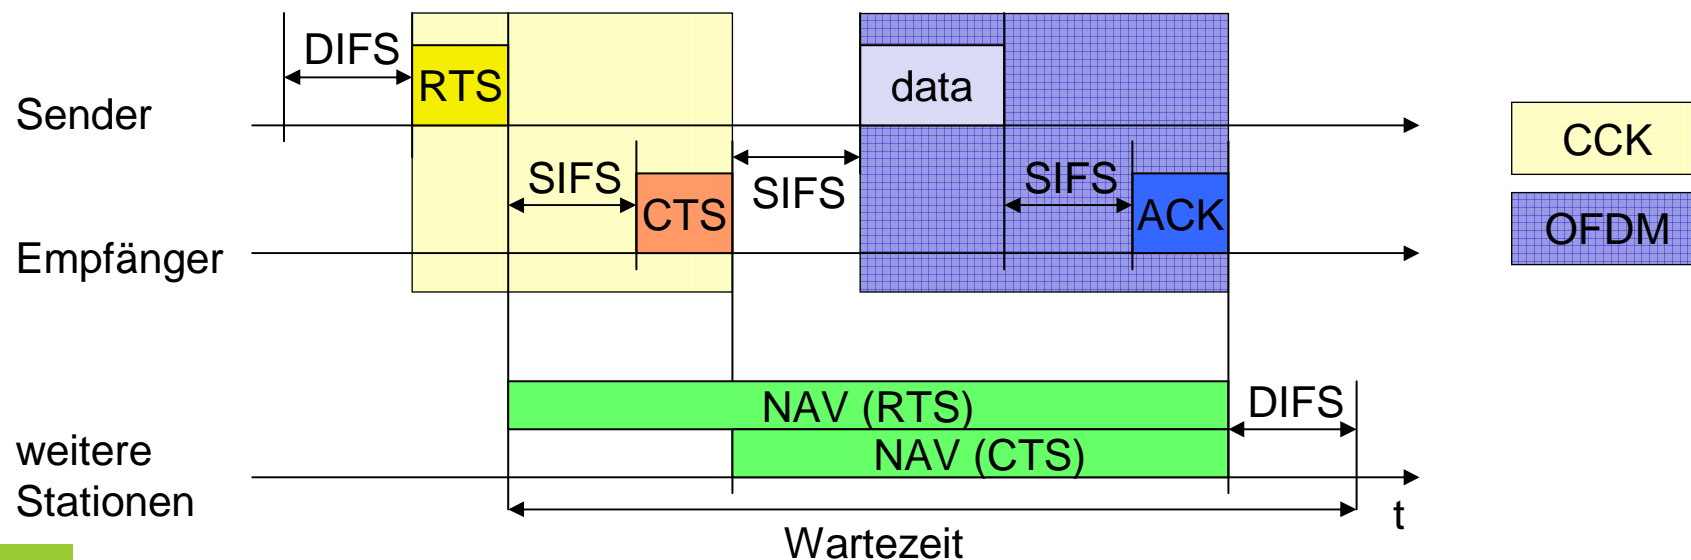 DIFS
RTS
data
Sender
CCK
SIFS
CTS
SIFS
SIFS
ACK
OFDM
Empfänger
NAV (RTS)
DIFS
NAV (CTS)
weitere
Stationen
t
Wartezeit